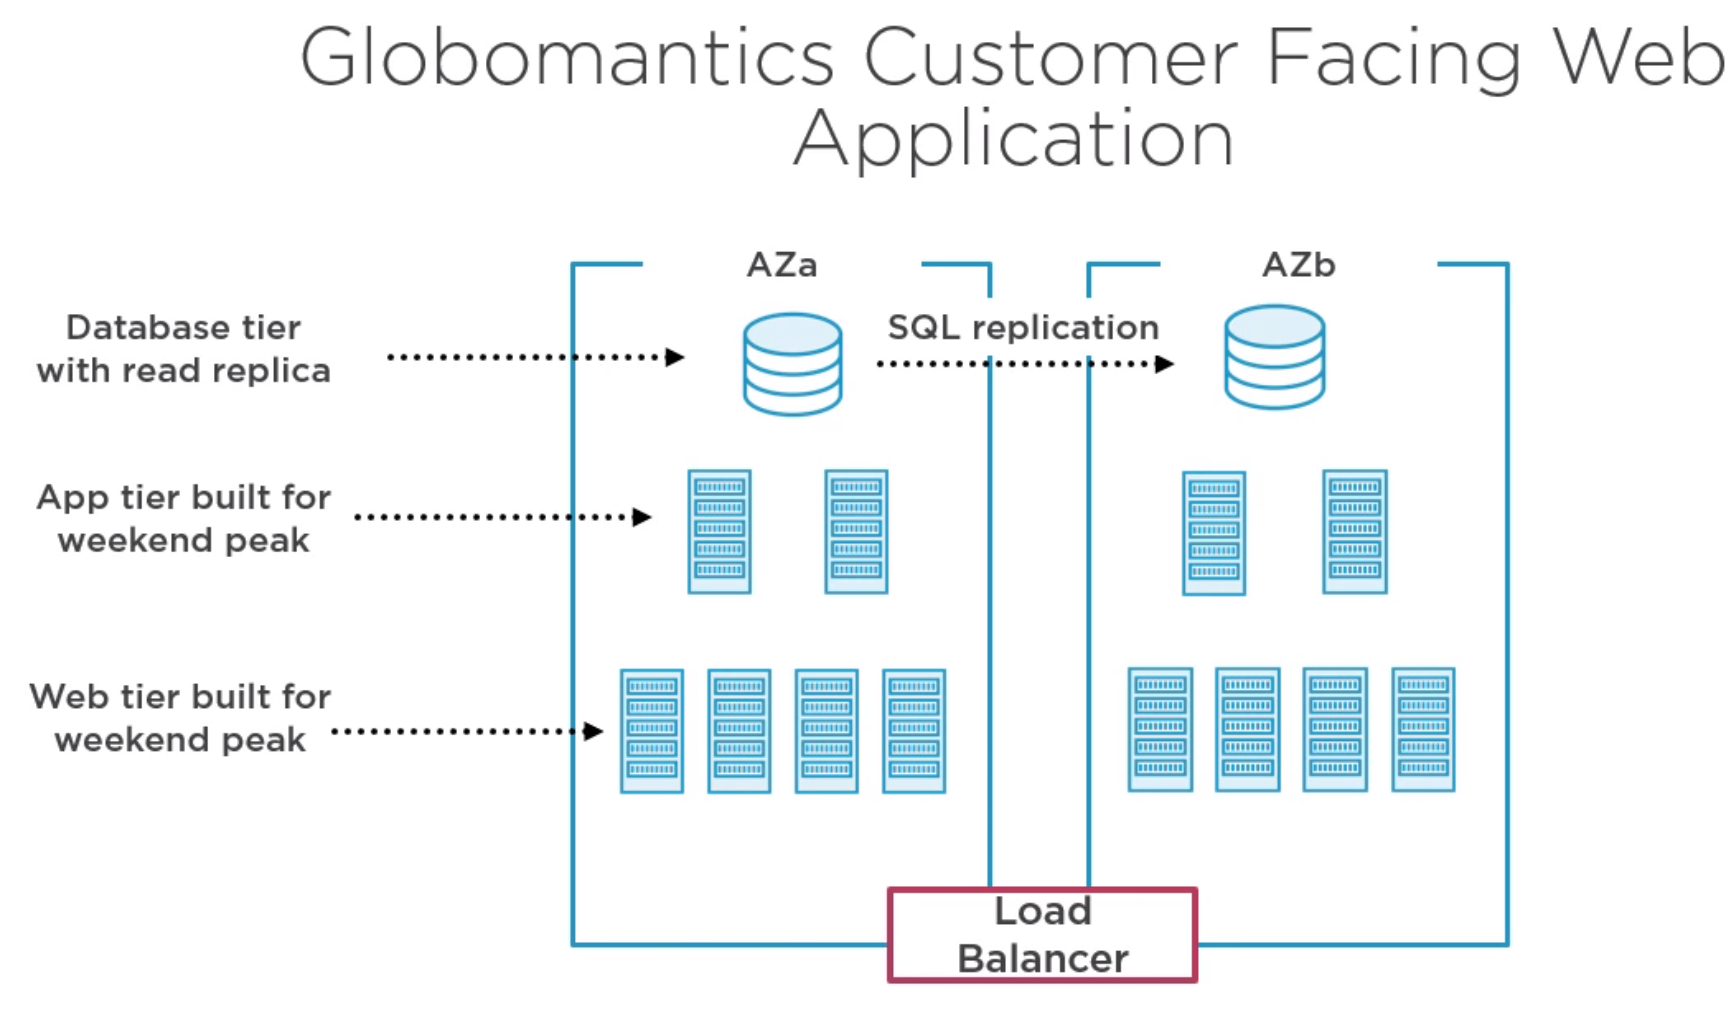 Globomantics Customer Facing Web
Application
AZa
AZb
Database tier
with read replica
SQL replication
App tier built for
weekend peak
Web tier built for
weekend peak
Load
Balancer